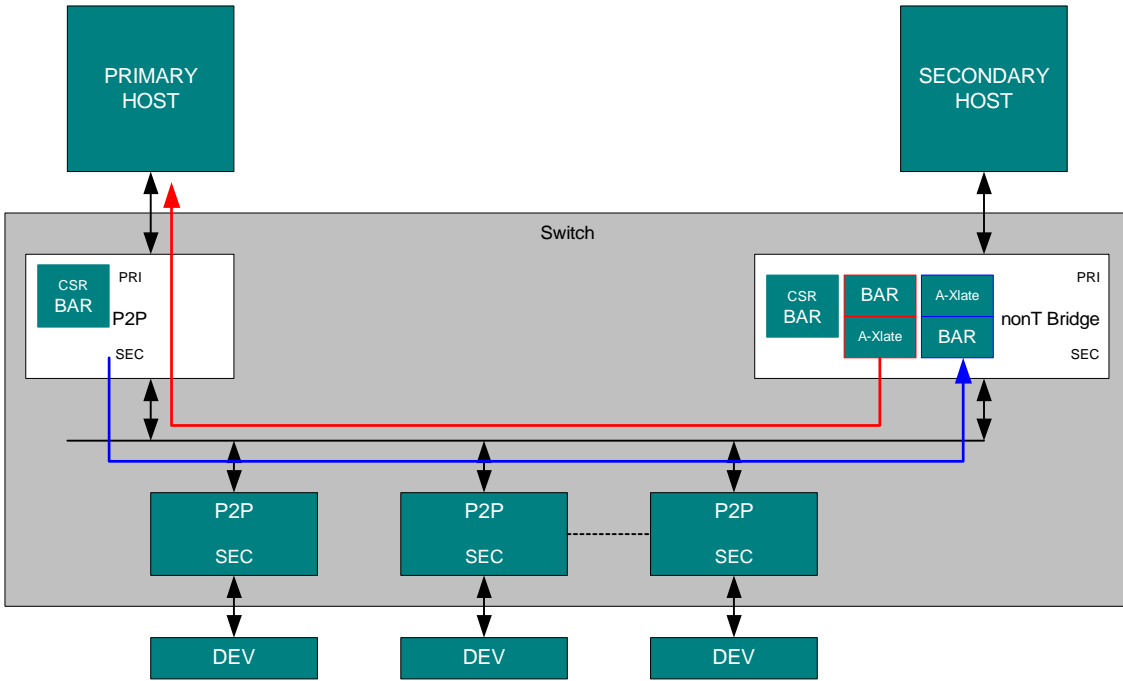 PRIMARY
HOST
SECONDARY
HOST
Switch
CSR
BAR
PRI
P2P
SEC
CSR
BAR
BAR
A-Xlate
A-Xlate
BAR
PRI
nonT Bridge
SEC
P2P
SEC
P2P
SEC
P2P
SEC
DEV
DEV
DEV